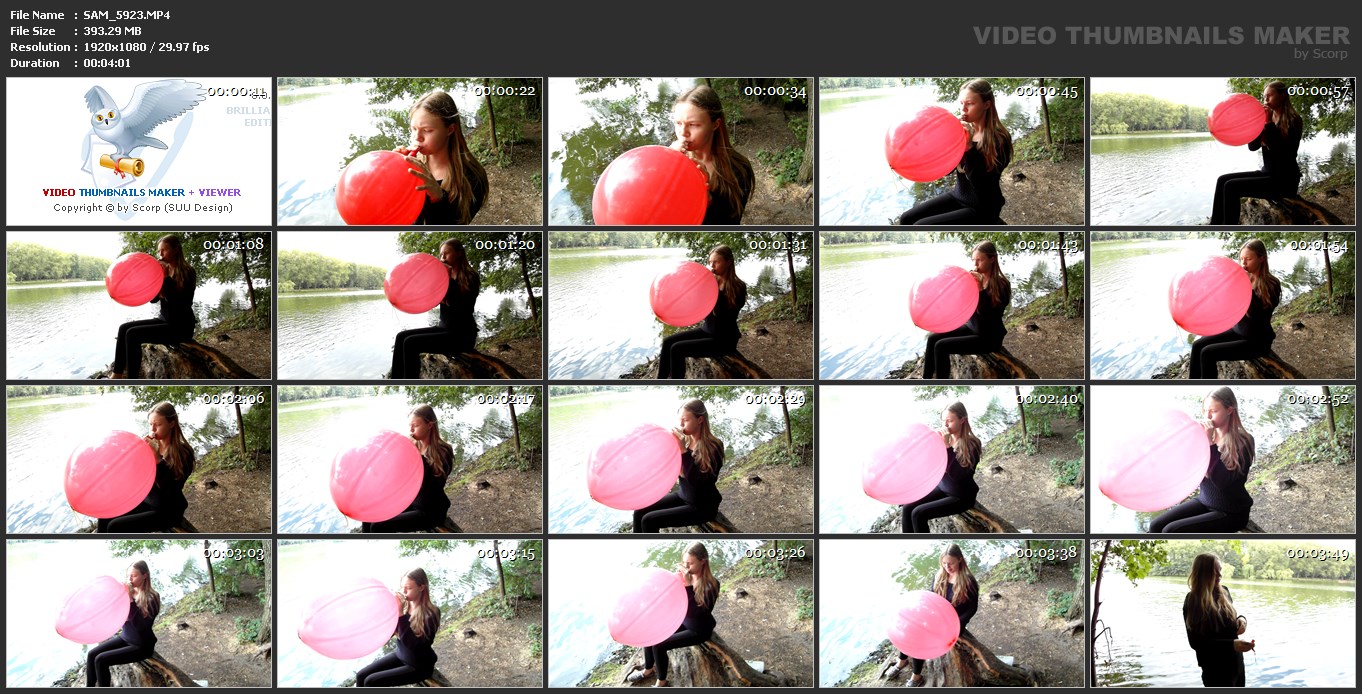 File Name : SAM_5923.MP4
File Size : 393.29 MB
Resolution : 1920x1080 / 29.97 fps
Duration : 00:04:01
VIDEO THUMBNAILS MAKER
by Scorp
00:00:11
BRILLIA
EDIT
VIDEO THUMBNAILS MAKER + VIEWER
Copyright © by Scorp (SUU Design)
00:00:22
00:00:34
00:00:45
00:00:57
00:01:08
00:01:20
00:01:31
00:01:43
00:01:54
00:02:06
00:02:17
00:02:29
00:02:40
00:02:52
00:03:03
00:03:15
00:03:26
00:03:38
00:03:49